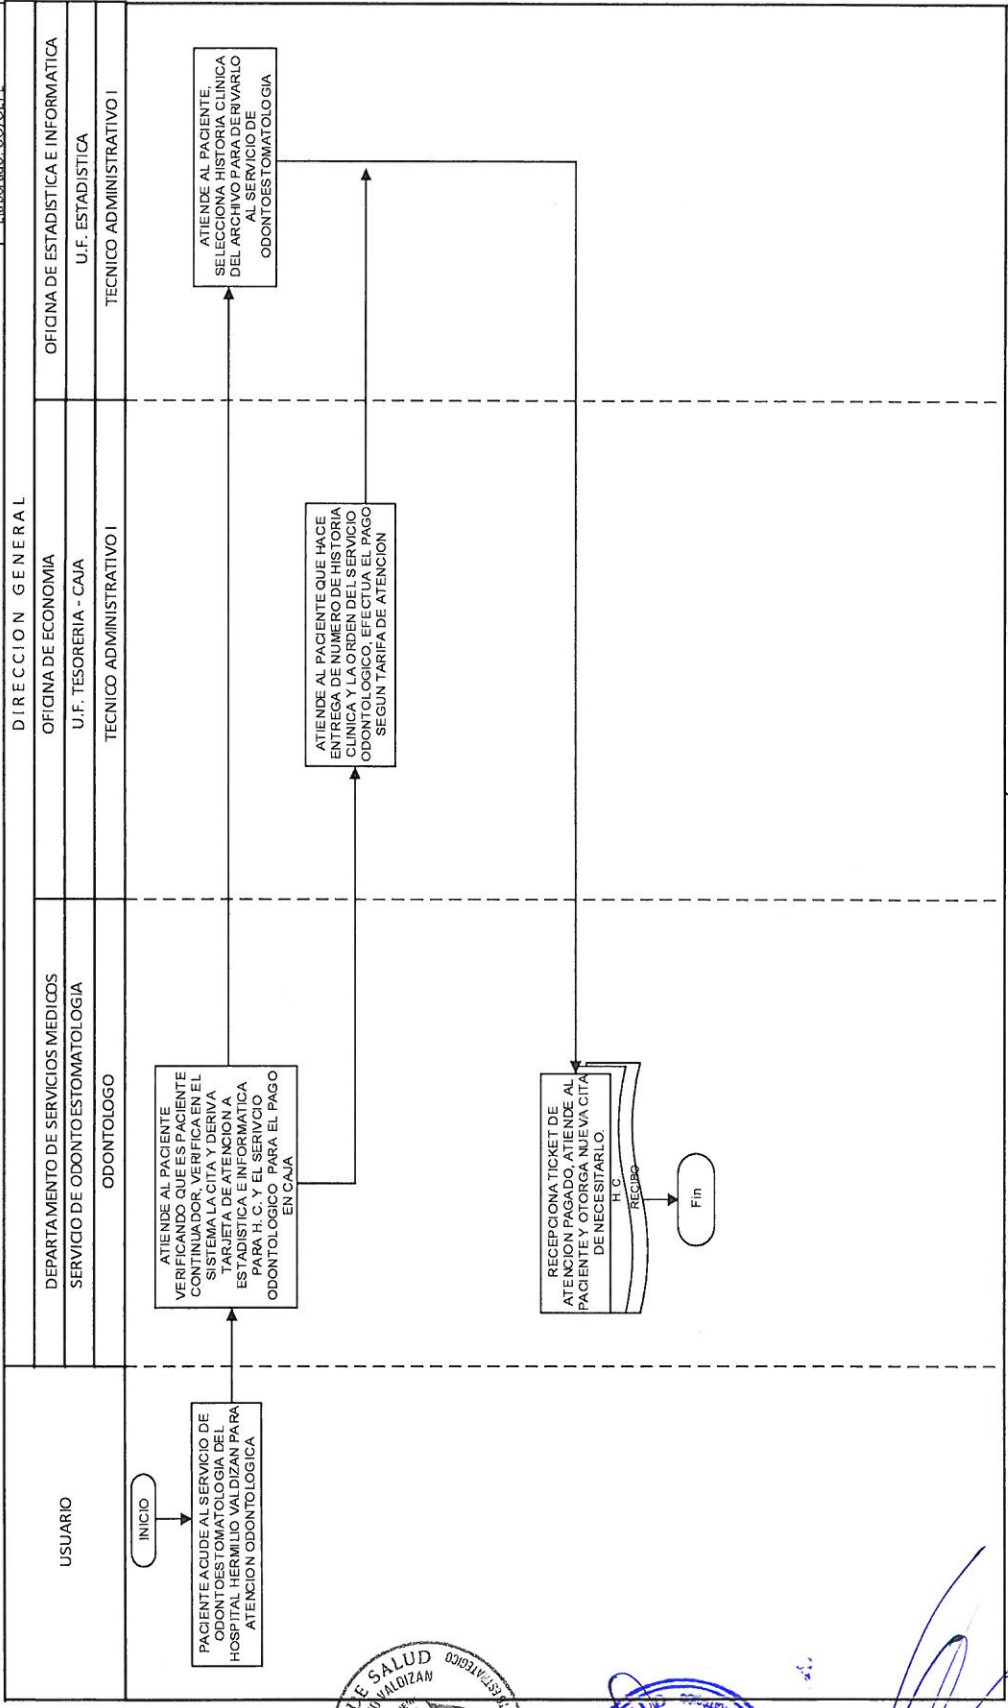 DIRECCION GENERAL
USUARIO
DEPARTAMENTO DE SERVICIOS MEDICOS
OFICINA DE ECONOMIA
OFICINA DE ESTADISTICA E INFORMATICA
SERVICIO DE ODONTOESTOMATOLOGIA
U.F. TESORERIA - CAJA
U.F. ESTADISTICA
ODONTOLOGO
TECNICO ADMINISTRATIVO I
TECNICO ADMINISTRATIVO I
INICIO
PACIENTE ACUDE AL SERVICIO DE
ODONTOESTOMATOLOGIA DEL
HOSPITAL HERMILIO VALDIZAN PARA
ATENCION ODONTOLOGICA
ATIENDE AL PACIENTE
VERIFICANDO QUE ES PACIENTE
CONTINUADOR, VERIFICA EN EL
SISTEMA LA CITA Y DERIVA
TARJETA DE ATENCION A
ESTADISTICA E INFORMATICA
PARA H. C. Y EL SERIVCIO
ODONTOLOGICO PARA EL PAGO
EN CAJA
ATIENDE AL PACIENTE QUE HACE
ENTREGA DE NUMERO DE HISTORIA
CLINICA Y LA ORDEN DEL SERVICIO
ODONTOLOGICO, EFECTUA EL PAGO
SEGUN TARIFA DE ATENCION
ATIENDE AL PACIENTE,
SELECCIONA HISTORIA CLINICA
DEL ARCHIVO PARA DERIVARLO
AL SERVICIO DE
ODONTOESTOMATOLOGIA
RECEPCIONA TICKET DE
ATENCION PAGADO, ATIENDE AL
PACIENTE Y OTORGA NUEVA CITA
DE NECESITARLO.
H. C
RECIBO
Fin
DE SALUD
VALDIZAN
ESTRATEGICO